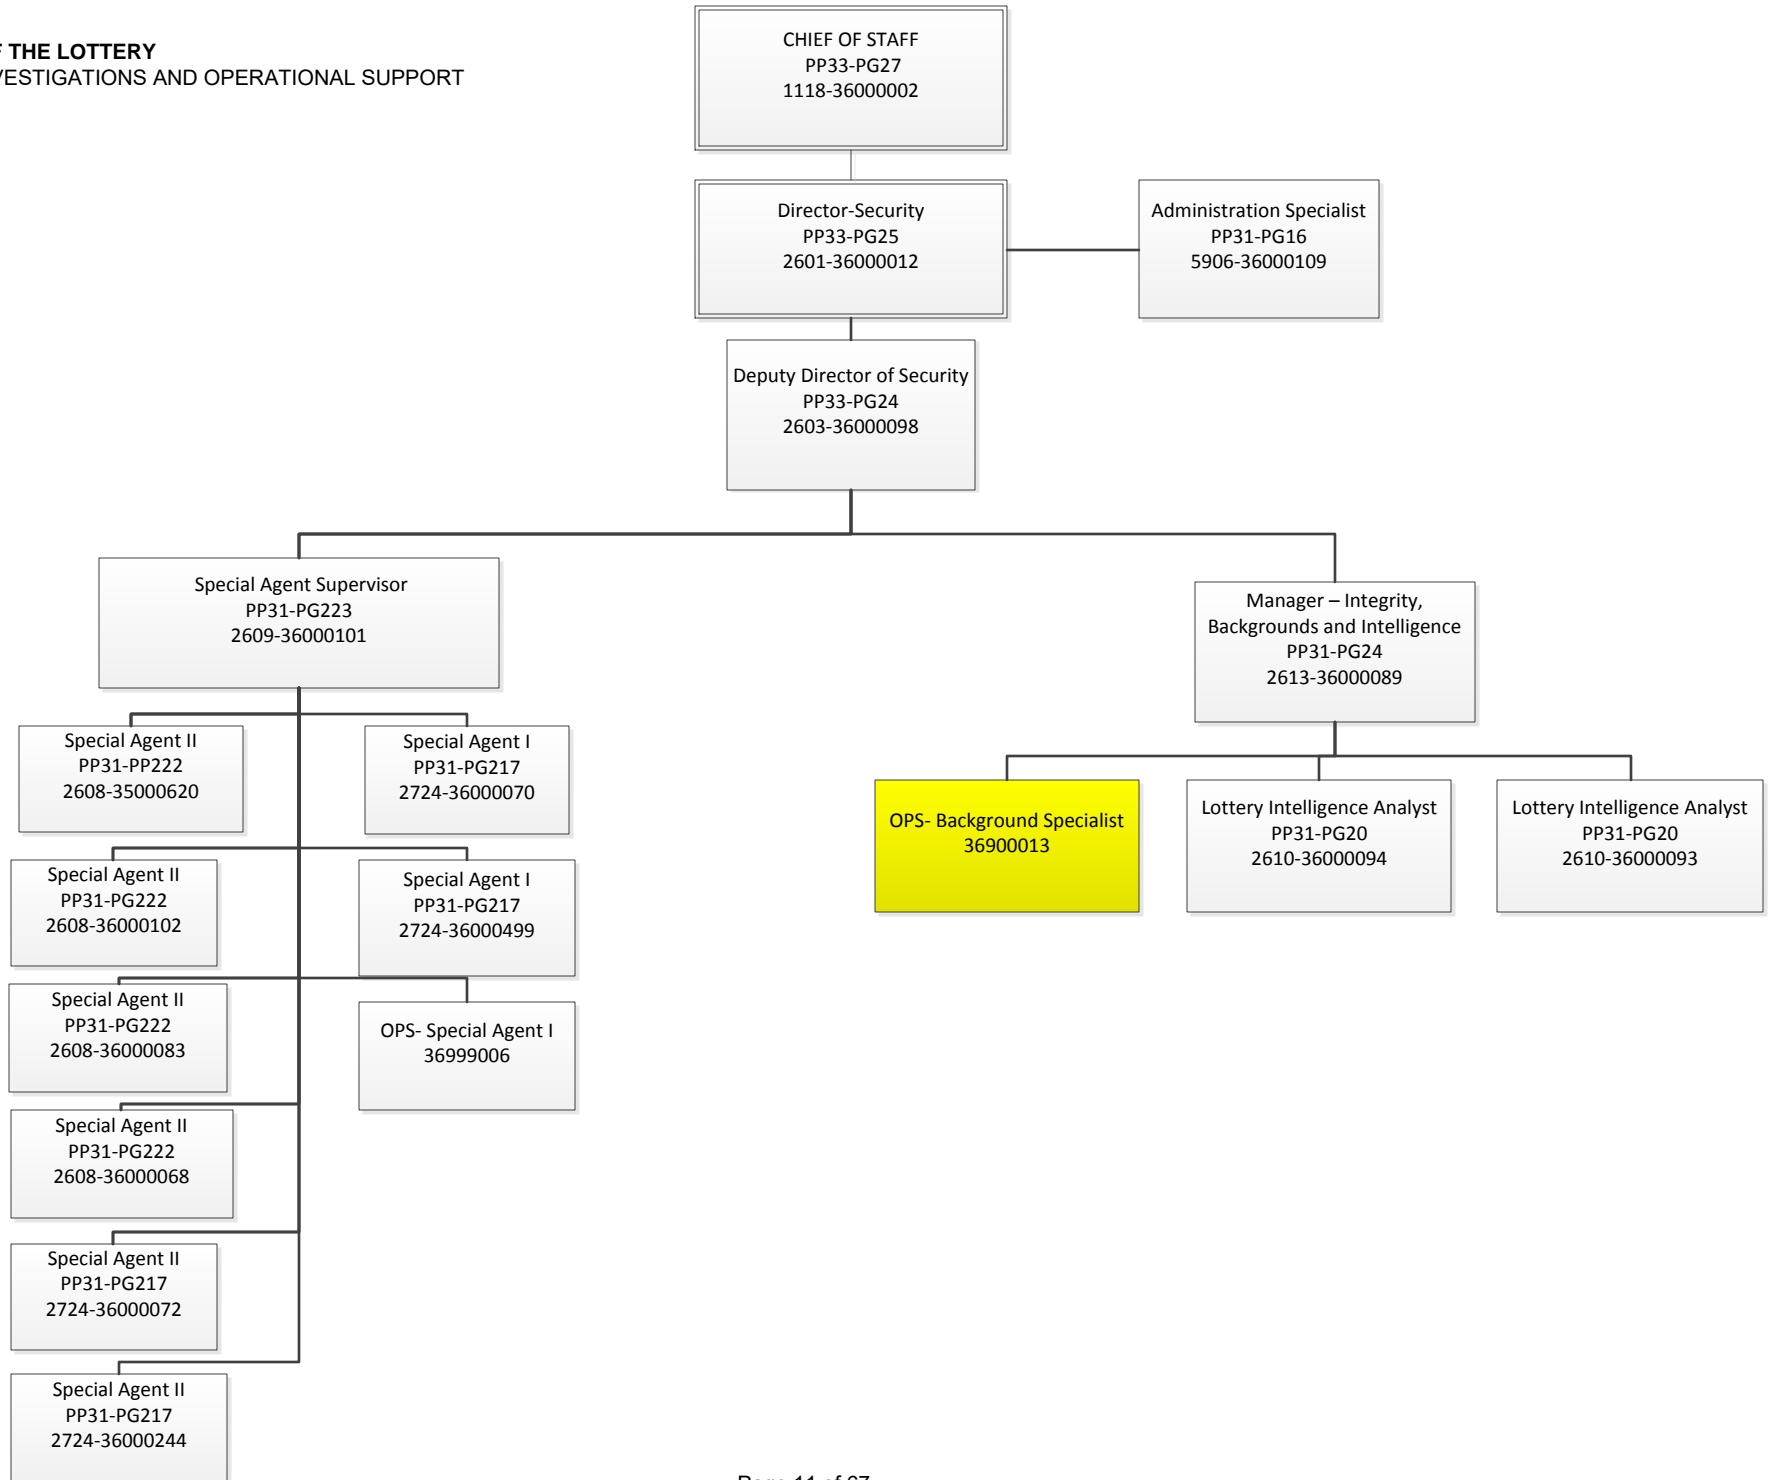 THE LOTTERY
VESTIGATIONS AND OPERATIONAL SUPPORT
CHIEF OF STAFF
PP33-PG27
1118-36000002
Director-Security
PP33-PG25
2601-36000012
Administration Specialist
PP31-PG16
5906-36000109
Deputy Director of Security
PP33-PG24
2603-36000098
Special Agent Supervisor
PP31-PG223
2609-36000101
Manager – Integrity,
Backgrounds and Intelligence
PP31-PG24
2613-36000089
Special Agent II
PP31-PP222
2608-35000620
Special Agent I
PP31-PG217
2724-36000070
OPS- Background Specialist
36900013
Lottery Intelligence Analyst
PP31-PG20
2610-36000094
Lottery Intelligence Analyst
PP31-PG20
2610-36000093
Special Agent II
PP31-PG222
2608-36000102
Special Agent I
PP31-PG217
2724-36000499
Special Agent II
PP31-PG222
2608-36000083
OPS- Special Agent I
36999006
Special Agent II
PP31-PG222
2608-36000068
Special Agent II
PP31-PG217
2724-36000072
Special Agent II
PP31-PG217
2724-36000244
Page 11 of 67